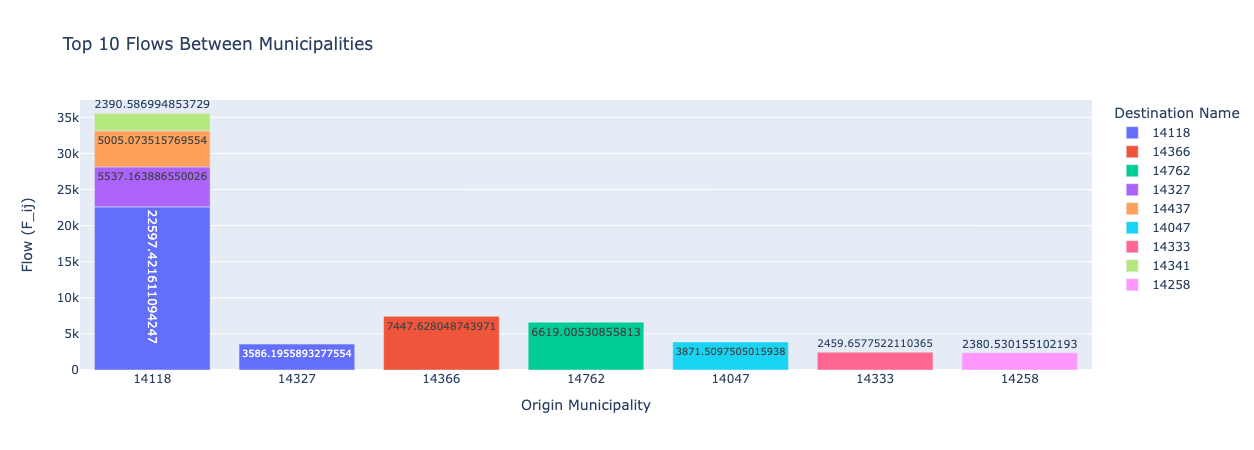 Top 10 Flows Between Municipalities
Flow (F_ij)
35k
30k
25k
20k
15k
10k
5k
0
2390.586994853729
5005.073515769554
5537.163886550026
22597.421611094247
3586.1955893277554
7447.628048743971
6619.00530855813
3871.5097505015938
2459.6577522110365
2380.530155102193
14118
14327
14366
14762
14047
14333
14258
Origin Municipality
Destination Name
14118
14366
14762
14327
14437
14047
14333
14341
14258